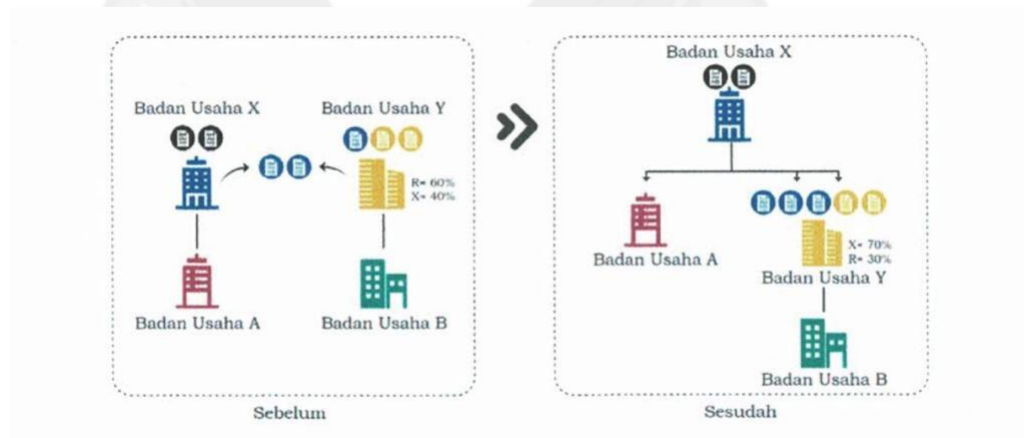 Badan Usaha X
Badan Usaha Y
R= 60%
X= 40%
Badan Usaha A
Badan Usaha B
Sebelum
Badan Usaha X
Badan Usaha A
X= 70%
R= 30%
Badan Usaha Y
Badan Usaha B
Sesudah